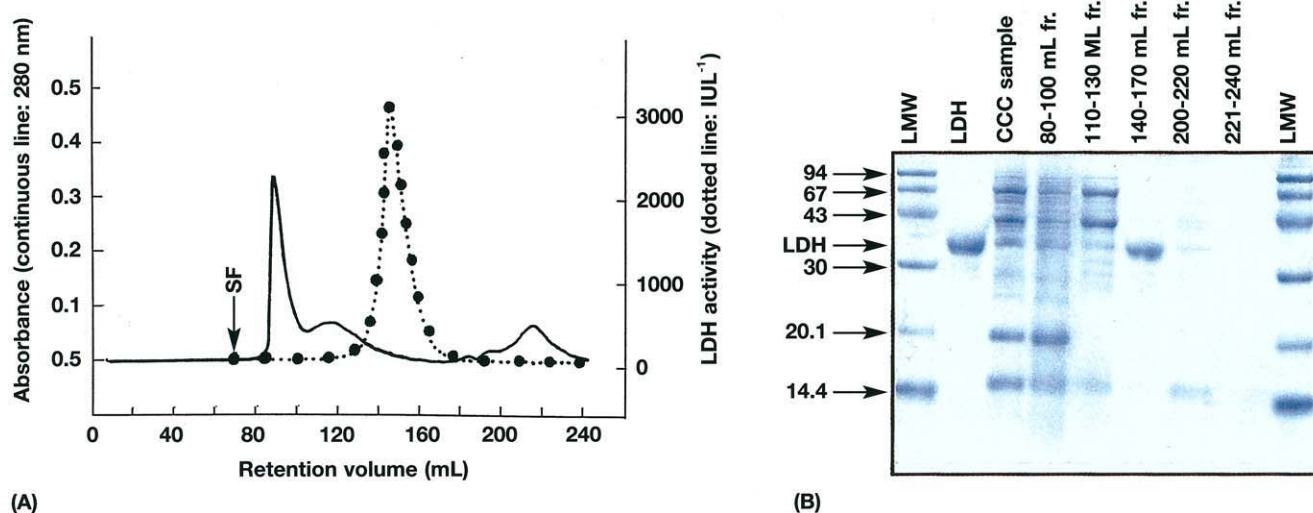 Absorbance (continuous line: 280 nm)
0.5
0.4
0.3
0.2
0.1
0.5
SF
3000
2000
1000
0
LDH activity (dotted line: IUL⁻¹)
0 40 80 120 160 200 240
Retention volume (mL)
(A)
LMW
LDH
CCC sample
80-100 mL fr.
110-130 ML fr.
140-170 mL fr.
200-220 mL fr.
221-240 mL fr.
LMW
94
67
43
LDH
30
20.1
14.4
(B)